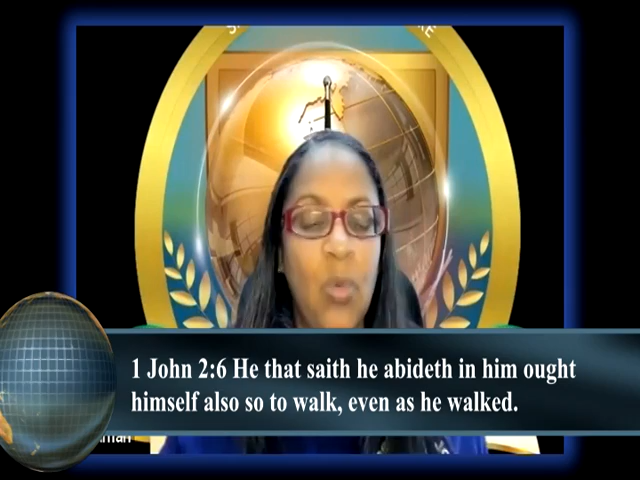 1 John 2:6 He that saith he abideth in him ought
himself also so to walk, even as he walked.